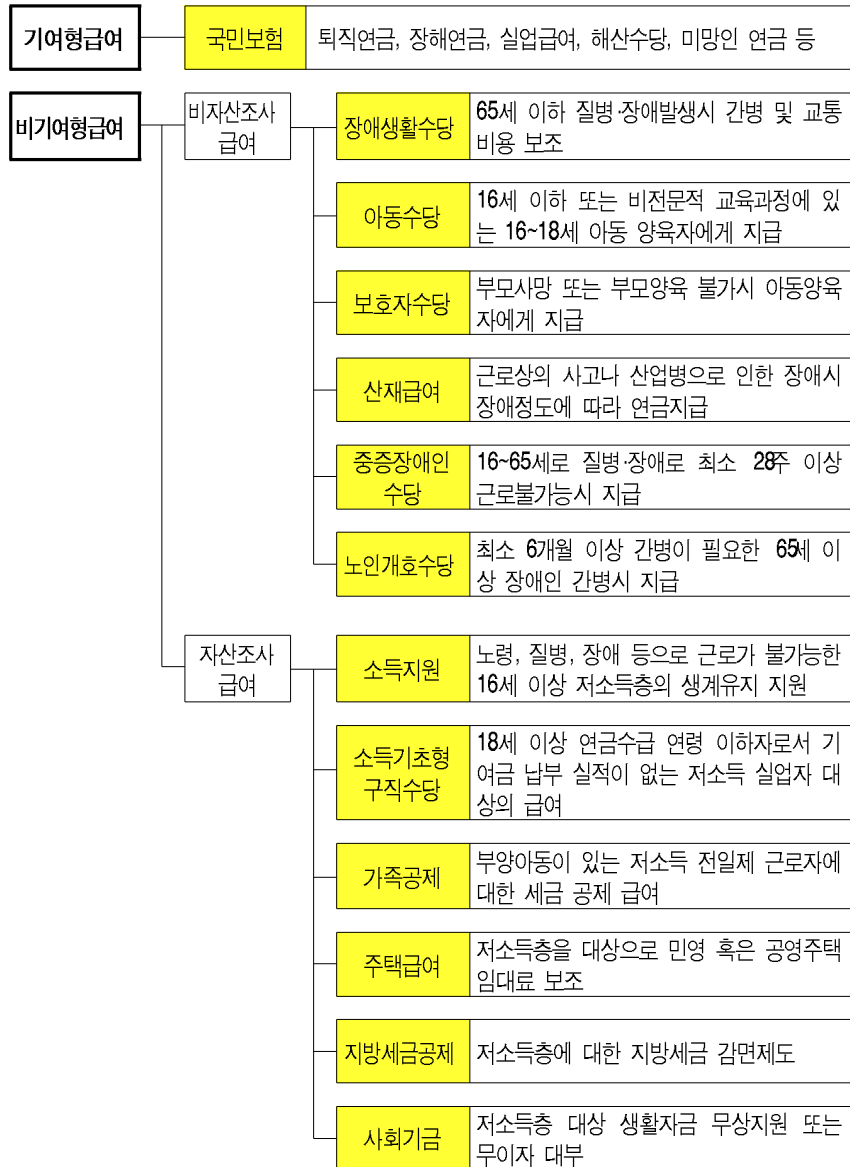 기여형급여
국민보험
퇴직연금, 장해연금, 실업급여, 해산수당, 미망인 연금 등
비기여형급여
비자산조사
급여
장애생활수당
65세 이하 질병·장애발생시 간병 및 교통
비용 보조
아동수당
16세 이하 또는 비전문적 교육과정에 있
는 16~18세 아동 양육자에게 지급
보호자수당
부모사망 또는 부모양육 불가시 아동양육
자에게 지급
산재급여
근로상의 사고나 산업병으로 인한 장애시
장애정도에 따라 연금지급
중증장애인
수당
16~65세로 질병·장애로 최소 28주 이상
근로불가능시 지급
노인개호수당
최소 6개월 이상 간병이 필요한 65세 이
상 장애인 간병시 지급
자산조사
급여
소득지원
노령, 질병, 장애 등으로 근로가 불가능한
16세 이상 저소득층의 생계유지 지원
소득기초형
구직수당
18세 이상 연금수급 연령 이하자로서 기
여금 납부 실적이 없는 저소득 실업자 대
상의 급여
가족공제
부양아동이 있는 저소득 전일제 근로자에
대한 세금 공제 급여
주택급여
저소득층을 대상으로 민영 혹은 공영주택
임대료 보조
지방세금공제
저소득층에 대한 지방세금 감면제도
사회기금
저소득층 대상 생활자금 무상지원 또는
무이자 대부